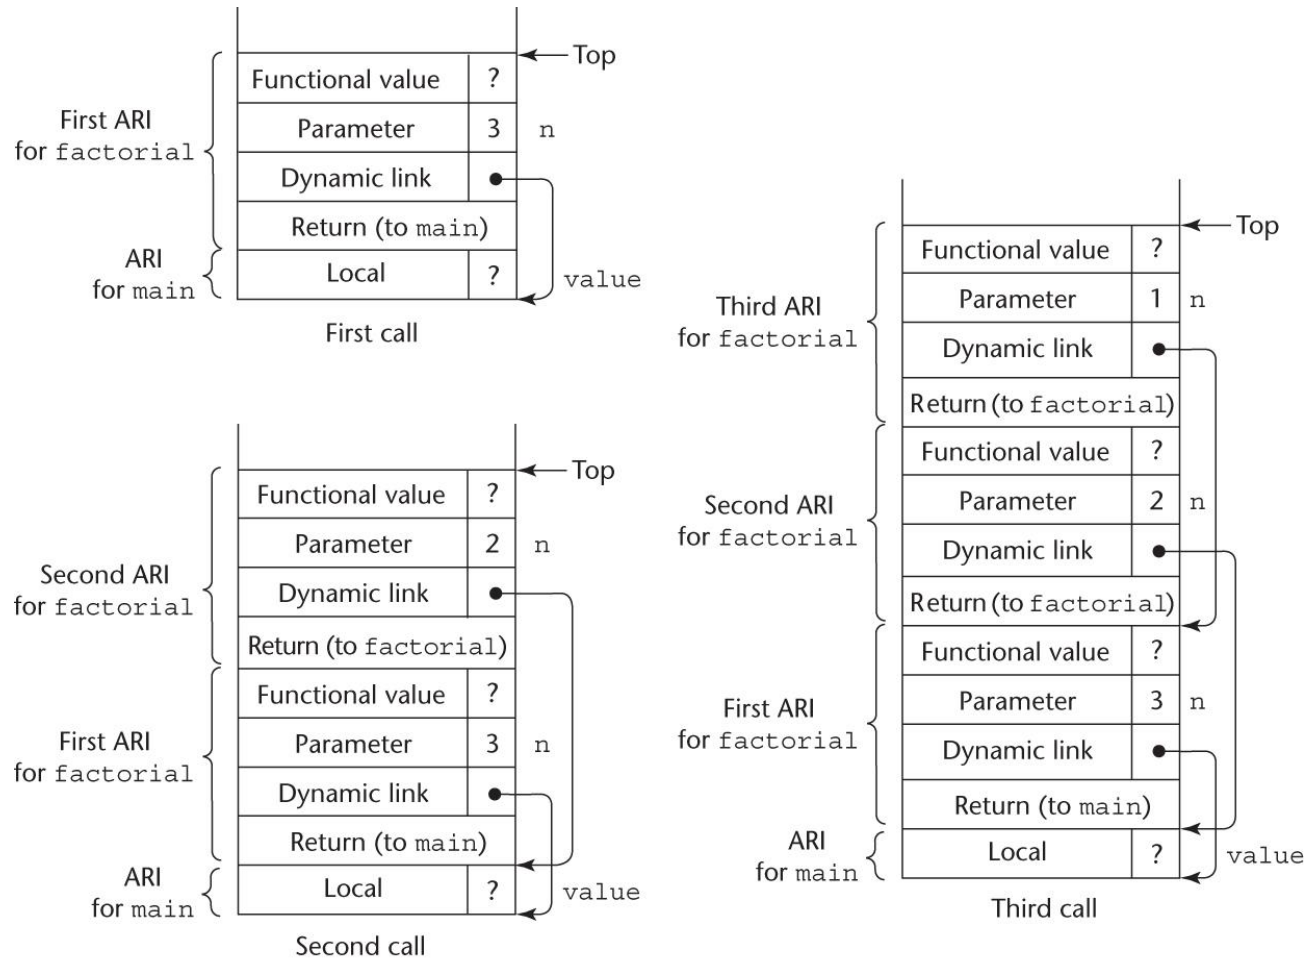 Top
Functional value ?
First ARI
for factorial
Parameter 3 n
Dynamic link
Return (to main)
ARI
for main
Local ? value
First call
Top
Functional value ?
Parameter 2 n
Second ARI
for factorial
Dynamic link
Return (to factorial)
Functional value ?
First ARI
for factorial
Parameter 3 n
Dynamic link
Return (to main)
ARI
for main
Local ? value
Second call
Top
Functional value ?
Third ARI
for factorial
Parameter 1 n
Dynamic link
Return (to factorial)
Functional value ?
Second ARI
for factorial
Parameter 2 n
Dynamic link
Return (to factorial)
Functional value ?
First ARI
for factorial
Parameter 3 n
Dynamic link
Return (to main)
ARI
for main
Local ? value
Third call